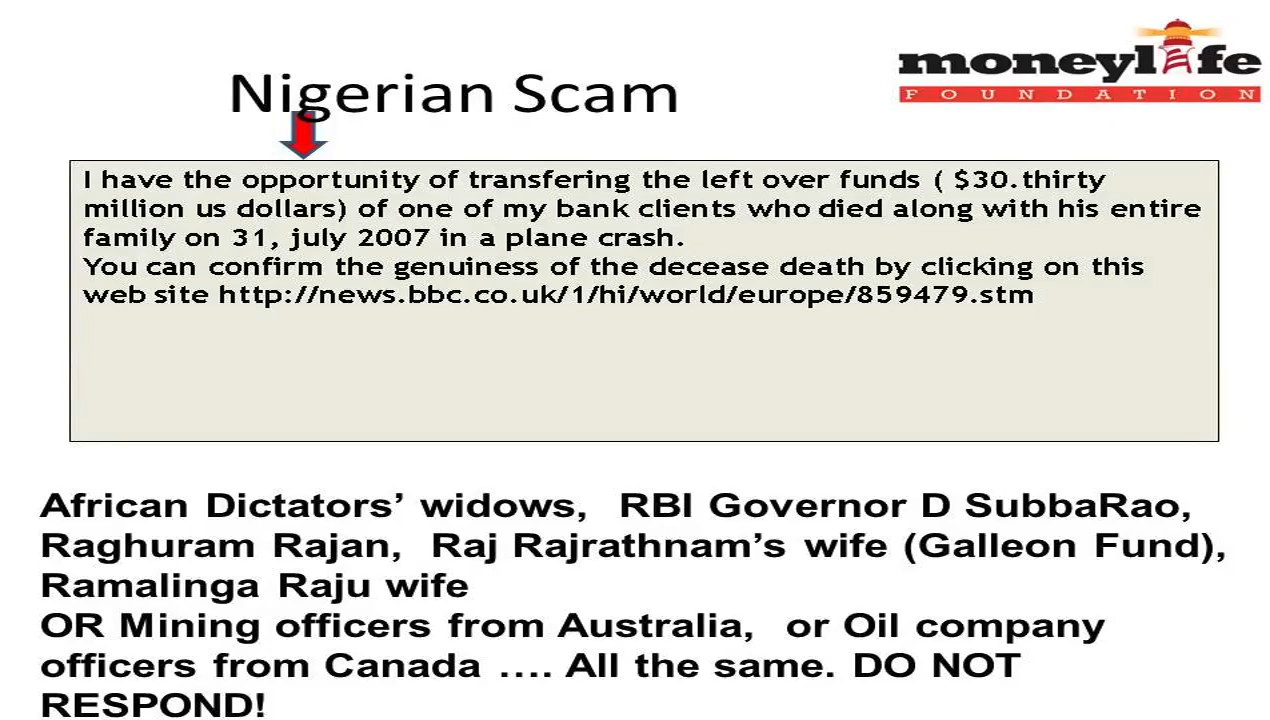 moneylife
FOUNDATION
Nigerian Scam
I have the opportunity of transfering the left over funds ( $30.thirty
million us dollars) of one of my bank clients who died along with his entire
family on 31, july 2007 in a plane crash.
You can confirm the genuiness of the decease death by clicking on this
web site http://news.bbc.co.uk/1/hi/world/europe/859479.stm
African Dictators’ widows, RBI Governor D SubbaRao,
Raghuram Rajan, Raj Rajrathnam’s wife (Galleon Fund),
Ramalinga Raju wife
OR Mining officers from Australia, or Oil company
officers from Canada …. All the same. DO NOT
RESPOND!